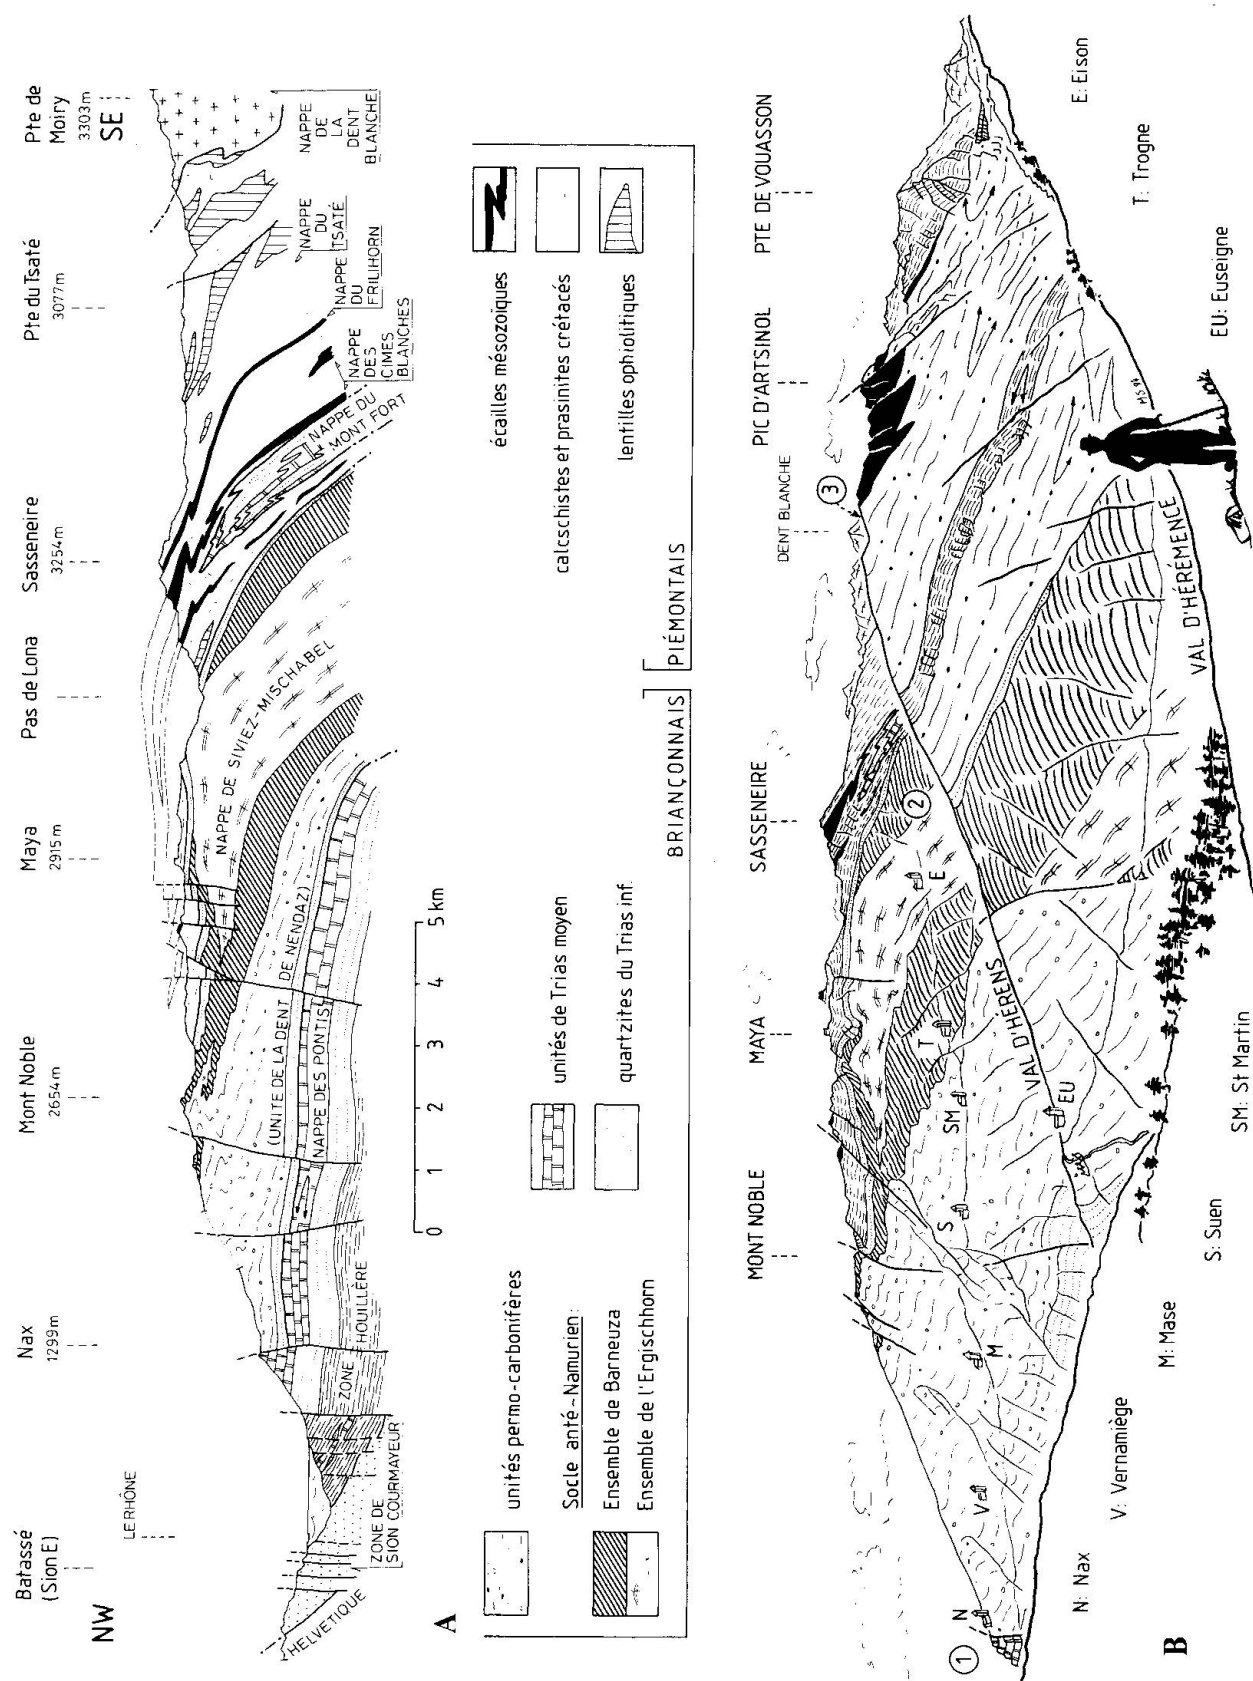 NW
Batassé
(Sion E)
LE RHÔNE
Nax
1299m
Mont Noble
2654m
Maya
2915m
Pas de Lona
Sasseneire
3254m
Pte du Tsaté
3077m
Pte de
Moiry
3303m
SE
HELVETIQUE
ZONE DE
SION COURMAYEUR
ZONE HOUILLÈRE
(UNITE DE LA DENT DE NENDAZ)
NAPPE DES PONTIS
NAPPE DE SIVIEZ-MISCHABEL
NAPPE DU
MONT FORT
NAPPE
DES
CIMES
BLANCHES
NAPPE
DU
FRILIHORN
NAPPE
DU
TSATÉ
NAPPE
DE
LA
DENT
BLANCHE
0 1 2 3 4 5 km
A
unités permo-carbonifères
Socle anté-Namurien:
Ensemble de Barneuza
Ensemble de l'Ergischhorn
unités de Trias moyen
quartzites du Trias inf.
écailles mésozoiques
calcschistes et prasinites crétacés
lentilles ophiolitiques
BRIANÇONNAIS
PIÉMONTAIS
MONT NOBLE
MAYA
SASSENEIRE
DENT BLANCHE
PIC D'ARTSINOL
PTE DE VOUASSON
1
N
V
M
S
SM
T
E
EU
2
3
VAL D'HÉRENS
VAL D'HÉRÉMENCE
M.S. 94
B
N: Nax
V: Vernamiège
M: Mase
S: Suen
SM: St Martin
EU: Euseigne
T: Trogne
E: Eison